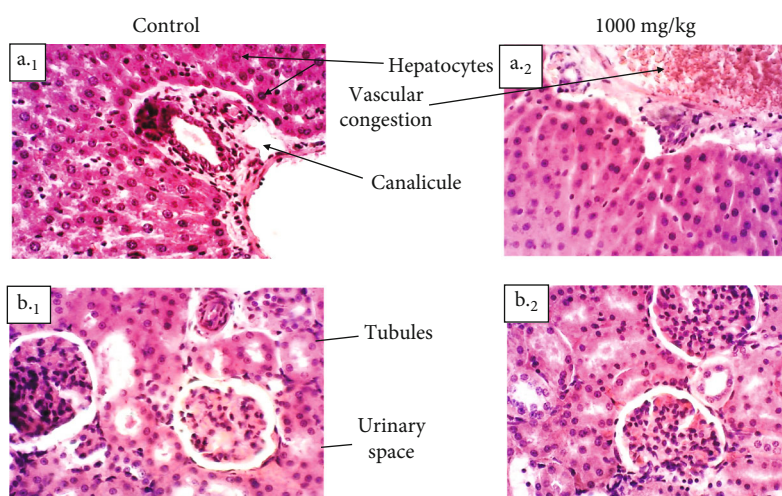 Control
1000 mg/kg
a.1
a.2
Hepatocytes
Vascular
congestion
Canalicule
b.1
b.2
Tubules
Urinary
space